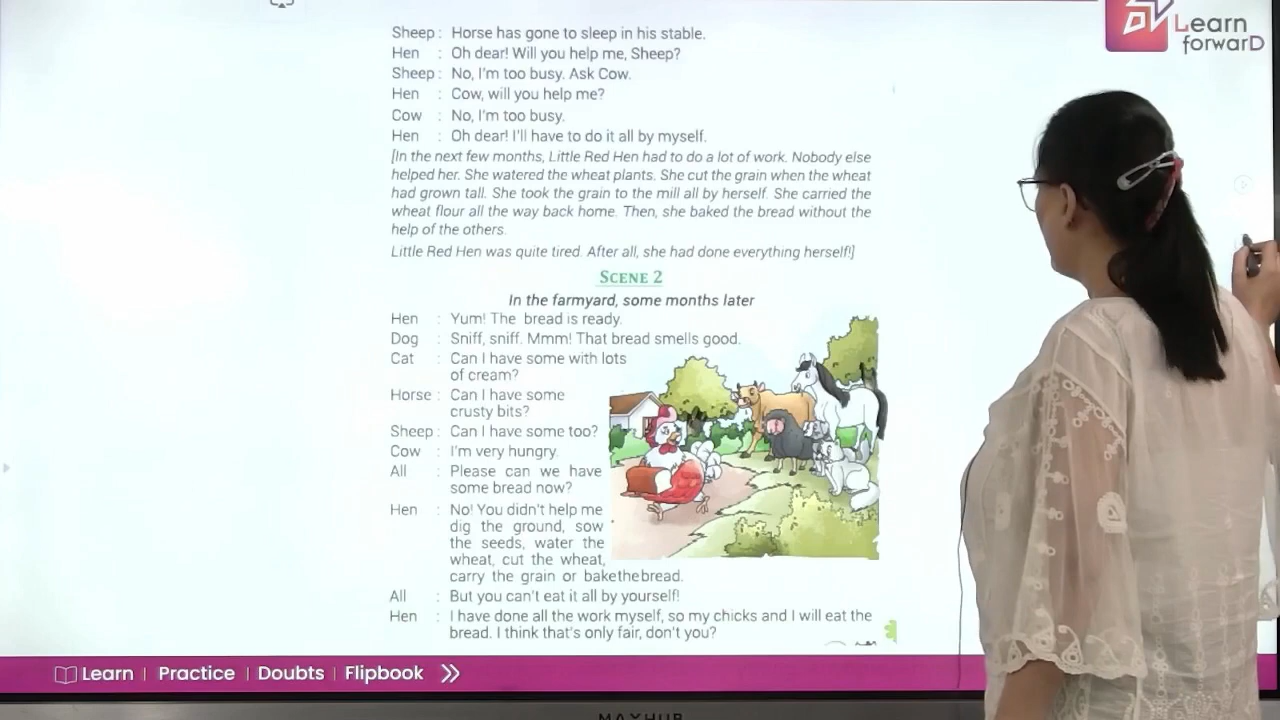 Learn
forwarD
Sheep : Horse has gone to sleep in his stable.
Hen : Oh dear! Will you help me, Sheep?
Sheep : No, I'm too busy. Ask Cow.
Hen : Cow, will you help me?
Cow : No, I'm too busy.
Hen : Oh dear! I'll have to do it all by myself.
[In the next few months, Little Red Hen had to do a lot of work. Nobody else
helped her. She watered the wheat plants. She cut the grain when the wheat
had grown tall. She took the grain to the mill all by herself. She carried the
wheat flour all the way back home. Then, she baked the bread without the
help of the others.
Little Red Hen was quite tired. After all, she had done everything herself!]
SCENE 2
In the farmyard, some months later
Hen : Yum! The bread is ready.
Dog : Sniff, sniff. Mmm! That bread smells good.
Cat : Can I have some with lots
of cream?
Horse : Can I have some
crusty bits?
Sheep : Can I have some too?
Cow : I'm very hungry.
All : Please can we have
some bread now?
Hen : No! You didn't help me
dig the ground, sow
the seeds, water the
wheat, cut the wheat,
carry the grain or bakethebread.
All : But you can't eat it all by yourself!
Hen : I have done all the work myself, so my chicks and I will eat the
bread. I think that's only fair, don't you?
Learn | Practice | Doubts | Flipbook
MAXHUB